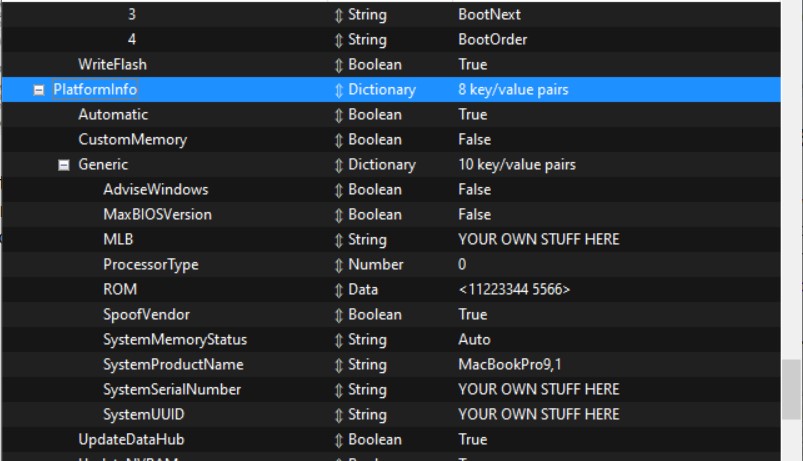 3 String BootNext
4 String BootOrder
WriteFlash Boolean True
PlatformInfo Dictionary 8 key/value pairs
Automatic Boolean True
CustomMemory Boolean False
Generic Dictionary 10 key/value pairs
AdviseWindows Boolean False
MaxBIOSVersion Boolean False
MLB String YOUR OWN STUFF HERE
ProcessorType Number 0
ROM Data <11223344 5566>
SpoofVendor Boolean True
SystemMemoryStatus String Auto
SystemProductName String MacBookPro9,1
SystemSerialNumber String YOUR OWN STUFF HERE
SystemUUID String YOUR OWN STUFF HERE
UpdateDataHub Boolean True